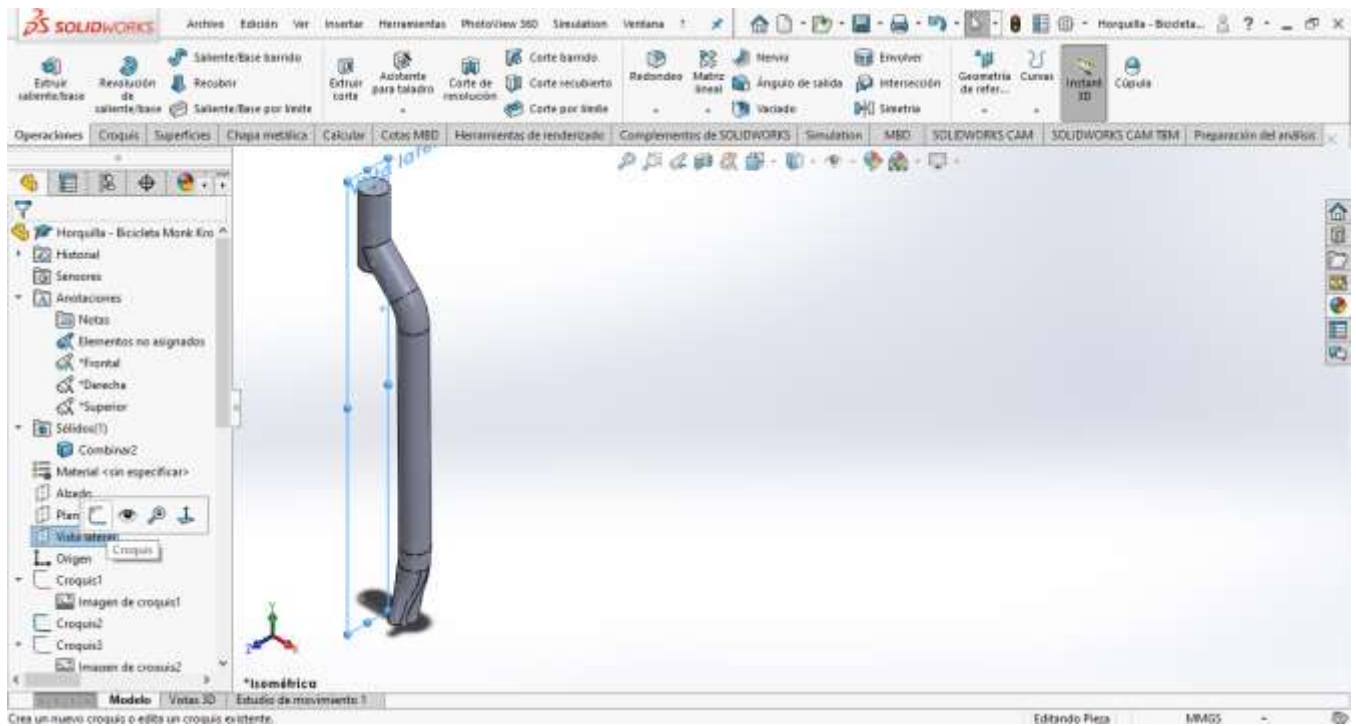 SOLIDWORKS Archivo Edición Ver Insertar Herramientas PhotoView 360 Simulation Ventana ? Horquilla - Bicicleta... ?
Extruir saliente/base
Revolución de saliente/base
Saliente/Base barrido
Recubrir
Saliente/Base por límite
Extruir corte
Asistente para taladro
Corte de revolución
Corte barrido
Corte recubierto
Corte por límite
Redondeo
Matriz lineal
Nervio
Ángulo de salida
Vaciado
Envolver
Intersección
Simetría
Geometría de refer...
Curvas
Instant 3D
Cúpula
Operaciones Croquis Superficies Chapa metálica Calcular Cotas MBD Herramientas de renderizado Complementos de SOLIDWORKS Simulation MBD SOLIDWORKS CAM SOLIDWORKS CAM TBM Preparación del análisis
Horquilla - Bicicleta Monk Kro
Historial
Sensores
Anotaciones
Notas
Elementos no asignados
*Frontal
*Derecha
*Superior
Sólidos(1)
Combinar2
Material <sin especificar>
Alzado
Plan
Vista lateral
Croquis
Origen
Croquis1
Imagen de croquis1
Croquis2
Croquis3
Imagen de croquis2
*Isométrica
Modelo Vistas 3D Estudio de movimiento 1
Crea un nuevo croquis o edita un croquis existente. Editando Pieza MMGS